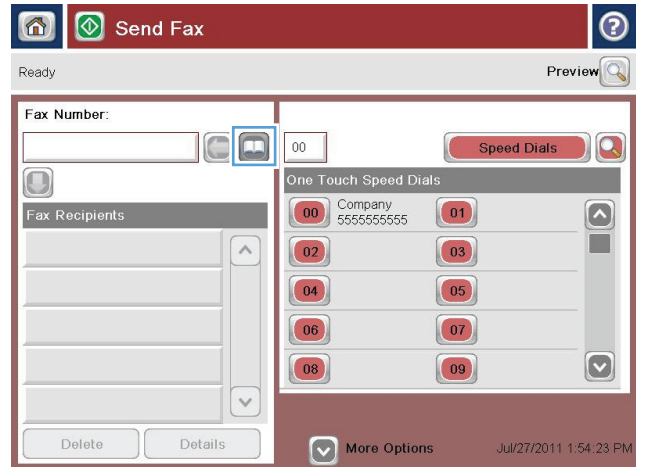 Send Fax
Ready
Preview
Fax Number:
00
Speed Dials
One Touch Speed Dials
Fax Recipients
00 Company 01
5555555555
02 03
04 05
06 07
08 09
Delete Details
More Options Jul/27/2011 1:54:23 PM